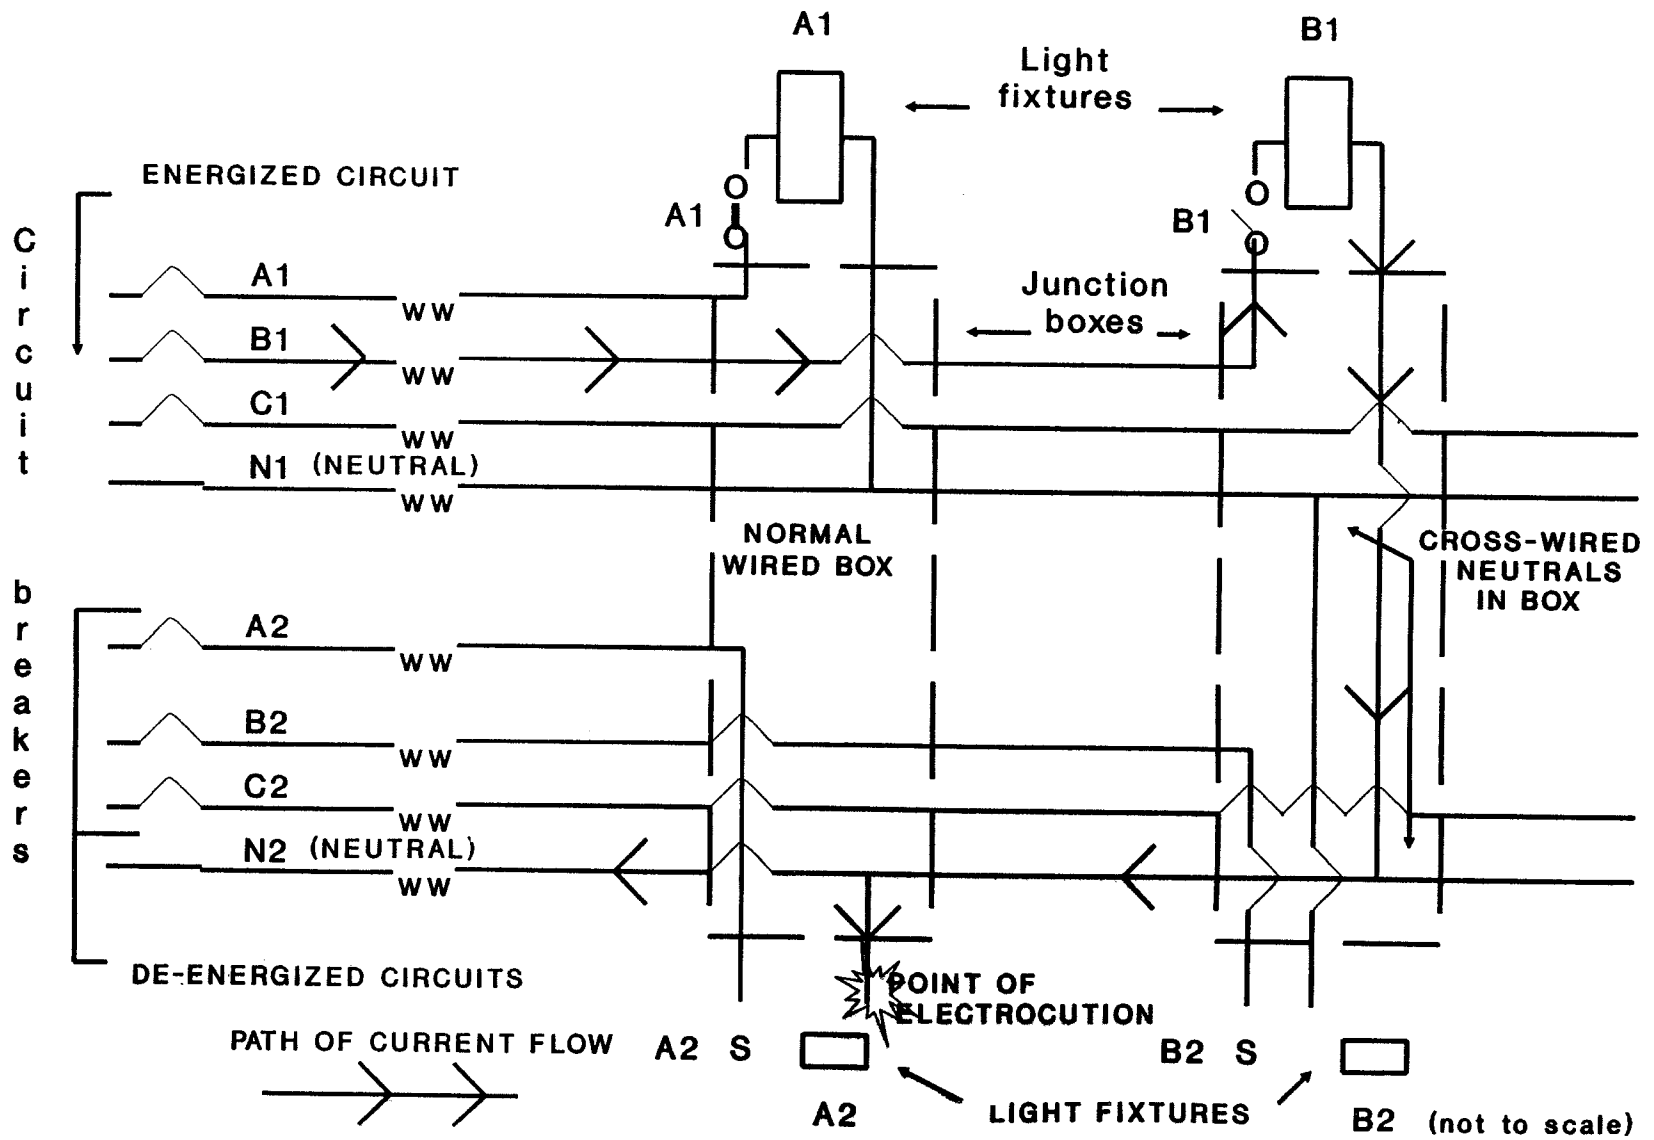 A1
B1
Light
fixtures
ENERGIZED CIRCUIT
A1
B1
Circuit
A1
WW
Junction
boxes
B1
WW
C1
WW
N1 (NEUTRAL)
WW
NORMAL
WIRED BOX
CROSS-WIRED
NEUTRALS
IN BOX
breakers
A2
WW
B2
WW
C2
WW
N2 (NEUTRAL)
WW
DE-ENERGIZED CIRCUITS
POINT OF
ELECTROCUTION
PATH OF CURRENT FLOW
A2 S
B2 S
A2
LIGHT FIXTURES
B2 (not to scale)